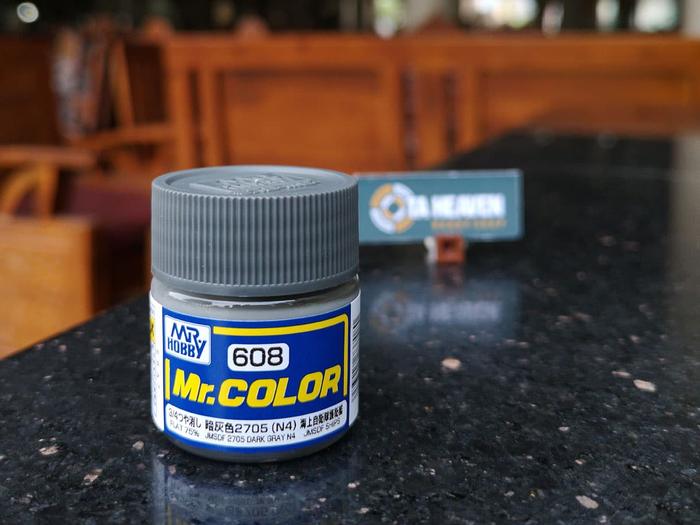 MR
HOBBY
608
Mr.COLOR
3/4つや消し 暗灰色2705 (N4) 海上自衛隊護衛艦
FLAT 75% JMSDF 2705 DARK GRAY N4 JMSDF SHIPS
TA HEAVEN